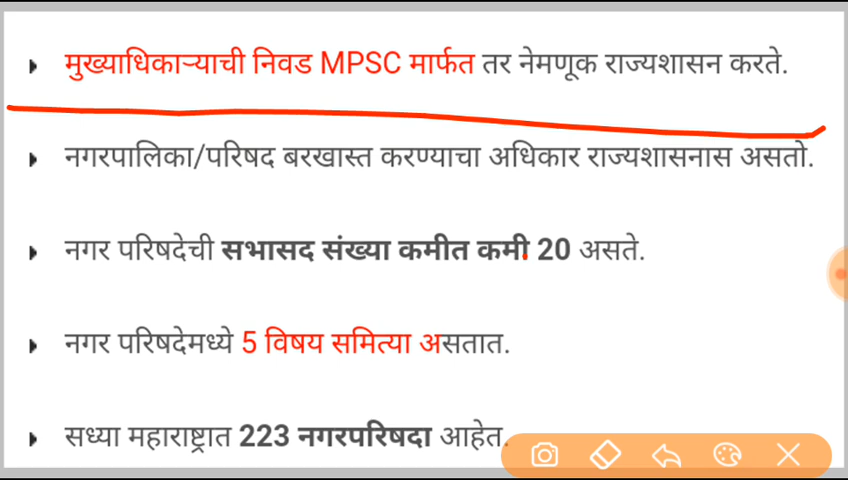 मुख्याधिकाऱ्याची निवड MPSC मार्फत तर नेमणूक राज्यशासन करते.
नगरपालिका/परिषद बरखास्त करण्याचा अधिकार राज्यशासनास असतो.
नगर परिषदेची सभासद संख्या कमीत कमी 20 असते.
नगर परिषदेमध्ये 5 विषय समित्या असतात.
सध्या महाराष्ट्रात 223 नगरपरिषदा आहेत.